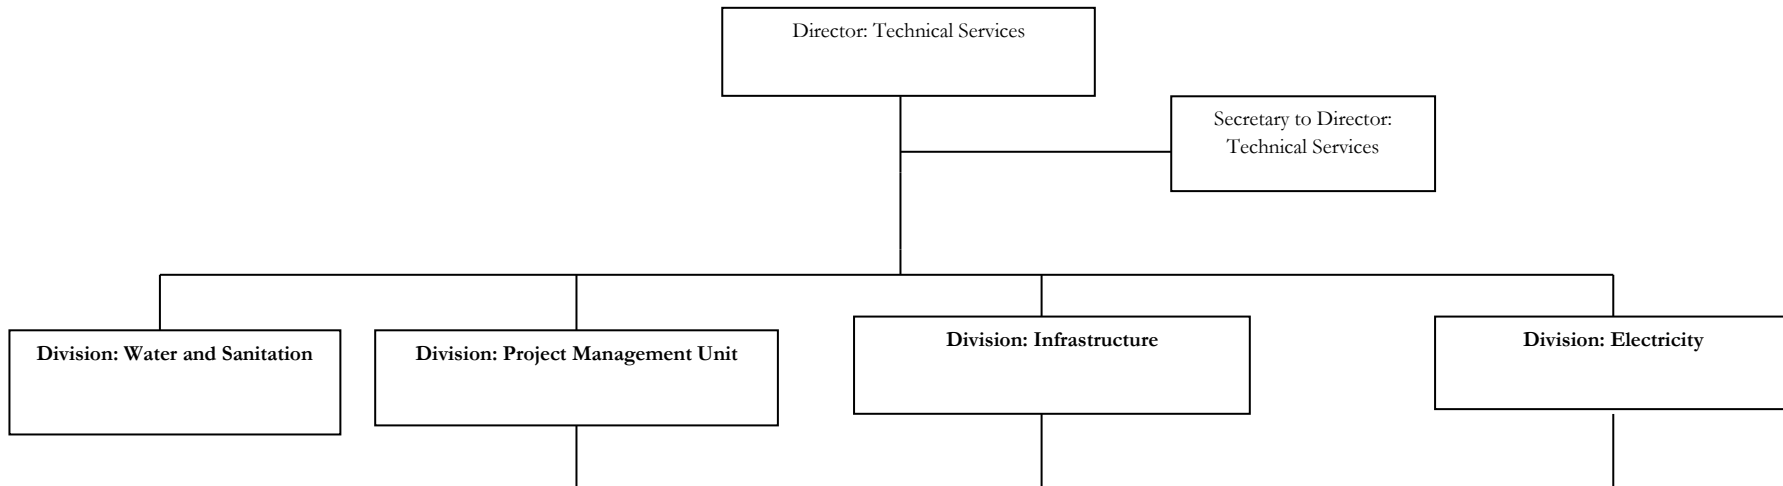 Director: Technical Services
Secretary to Director:
Technical Services
Division: Water and Sanitation
Division: Project Management Unit
Division: Infrastructure
Division: Electricity